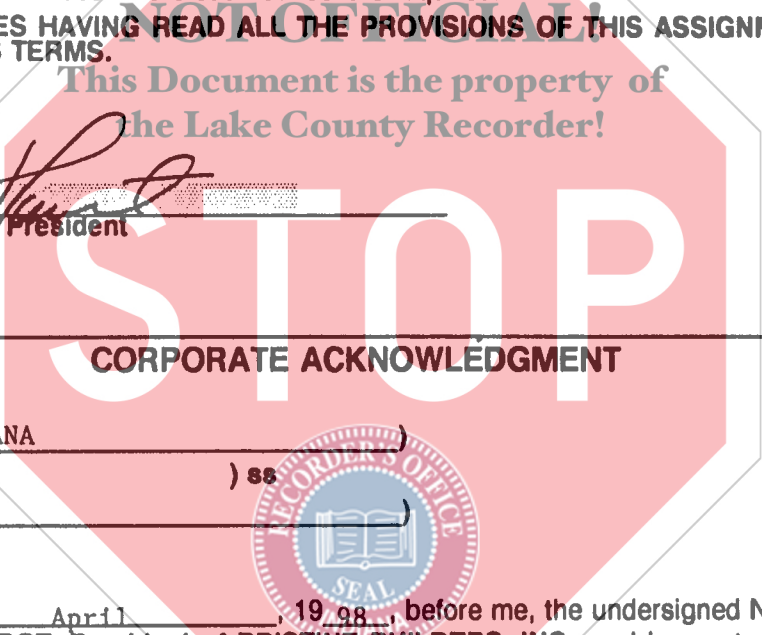 NOT OFFICIAL!
ES HAVING READ ALL THE PROVISIONS OF THIS ASSIGN
TERMS.
This Document is the property of
the Lake County Recorder!
President
STOP
CORPORATE ACKNOWLEDGMENT
ANA )
) ss
)
RECORDER'S OFFICE
SEAL
April , 19 98 , before me, the undersigned N